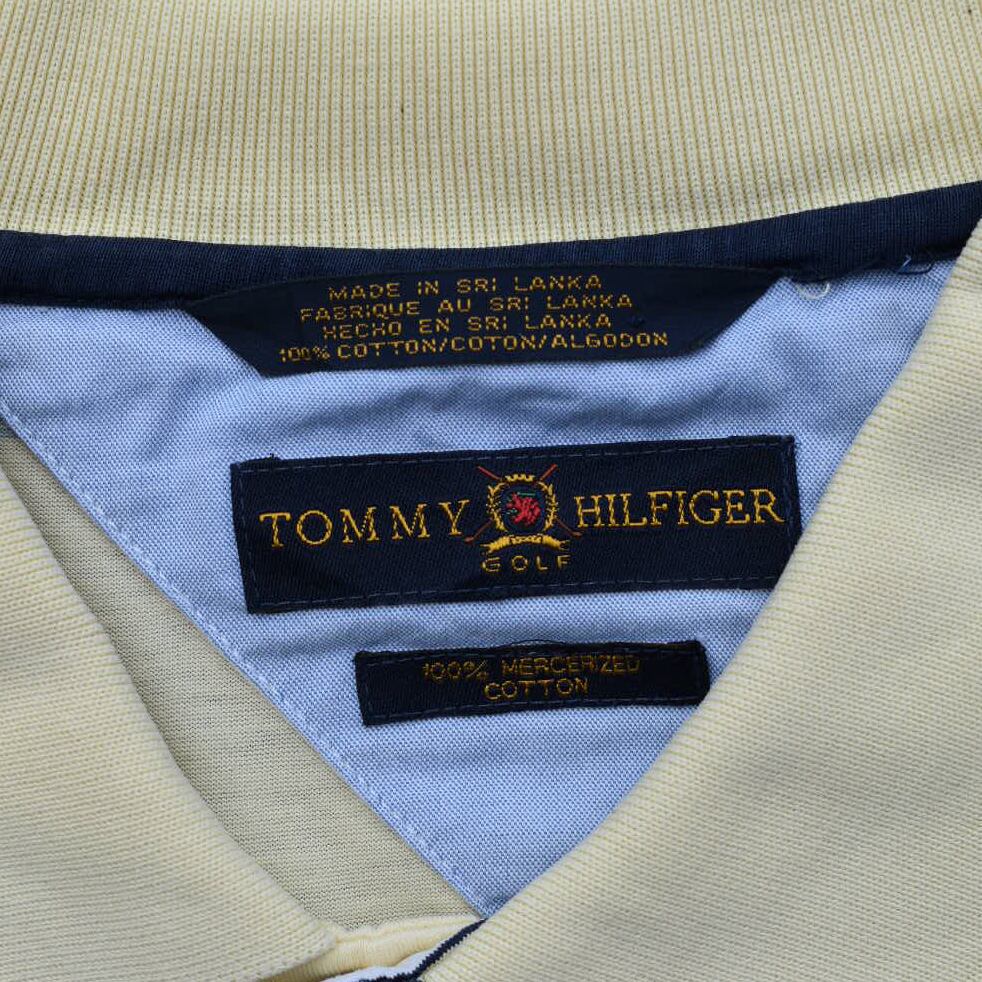 MADE IN SRI LANKA
FABRIQUE AU SRI LANKA
HECHO EN SRI LANKA
100% COTTON/COTON/ALGODON
TOMMY HILFIGER
GOLF
100% MERCERIZED
COTTON